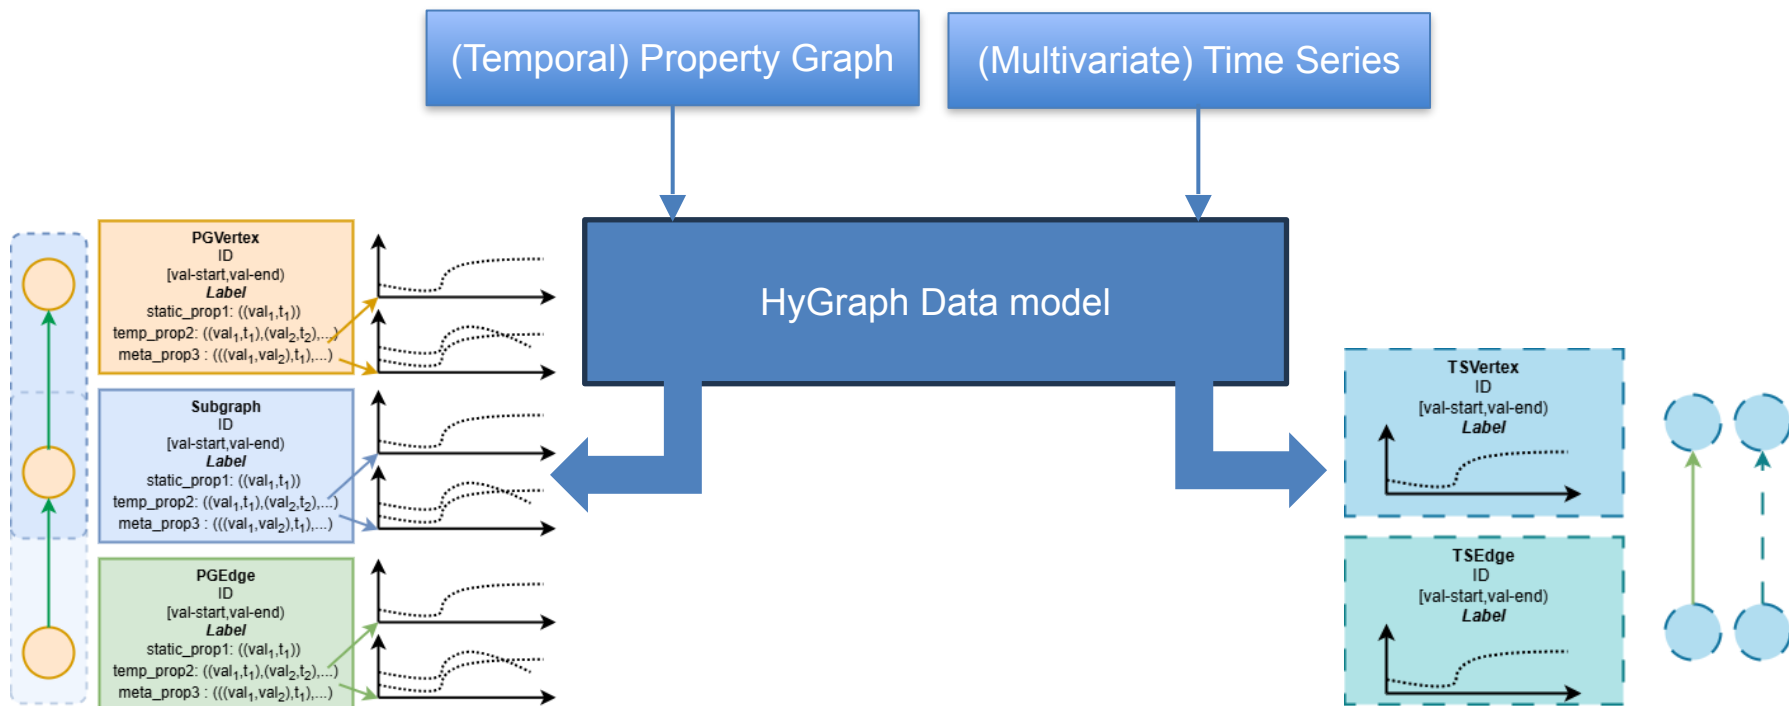 (Temporal) Property Graph
(Multivariate) Time Series
HyGraph Data model
PGVertex
ID
[val-start,val-end)
Label
static_prop1: ((val₁,t₁))
temp_prop2: ((val₁,t₁),(val₂,t₂),...)
meta_prop3 : (((val₁,val₂),t₁),...)
Subgraph
ID
[val-start,val-end)
Label
static_prop1: ((val₁,t₁))
temp_prop2: ((val₁,t₁),(val₂,t₂),...)
meta_prop3 : (((val₁,val₂),t₁),...)
PGEdge
ID
[val-start,val-end)
Label
static_prop1: ((val₁,t₁))
temp_prop2: ((val₁,t₁),(val₂,t₂),...)
meta_prop3 : (((val₁,val₂),t₁),...)
TSVertex
ID
[val-start,val-end)
Label
TSEdge
ID
[val-start,val-end)
Label